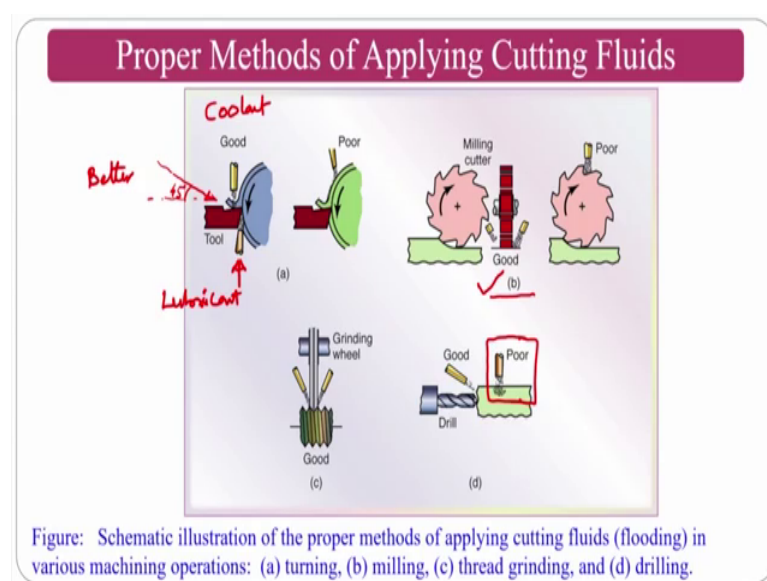 Proper Methods of Applying Cutting Fluids
Coolant
Good
Poor
Better
45°
Tool
Lubricant
(a)
Milling
cutter
Poor
Good
(b)
Grinding
wheel
Good
(c)
Good
Poor
Drill
(d)
Figure: Schematic illustration of the proper methods of applying cutting fluids (flooding) in
various machining operations: (a) turning, (b) milling, (c) thread grinding, and (d) drilling.